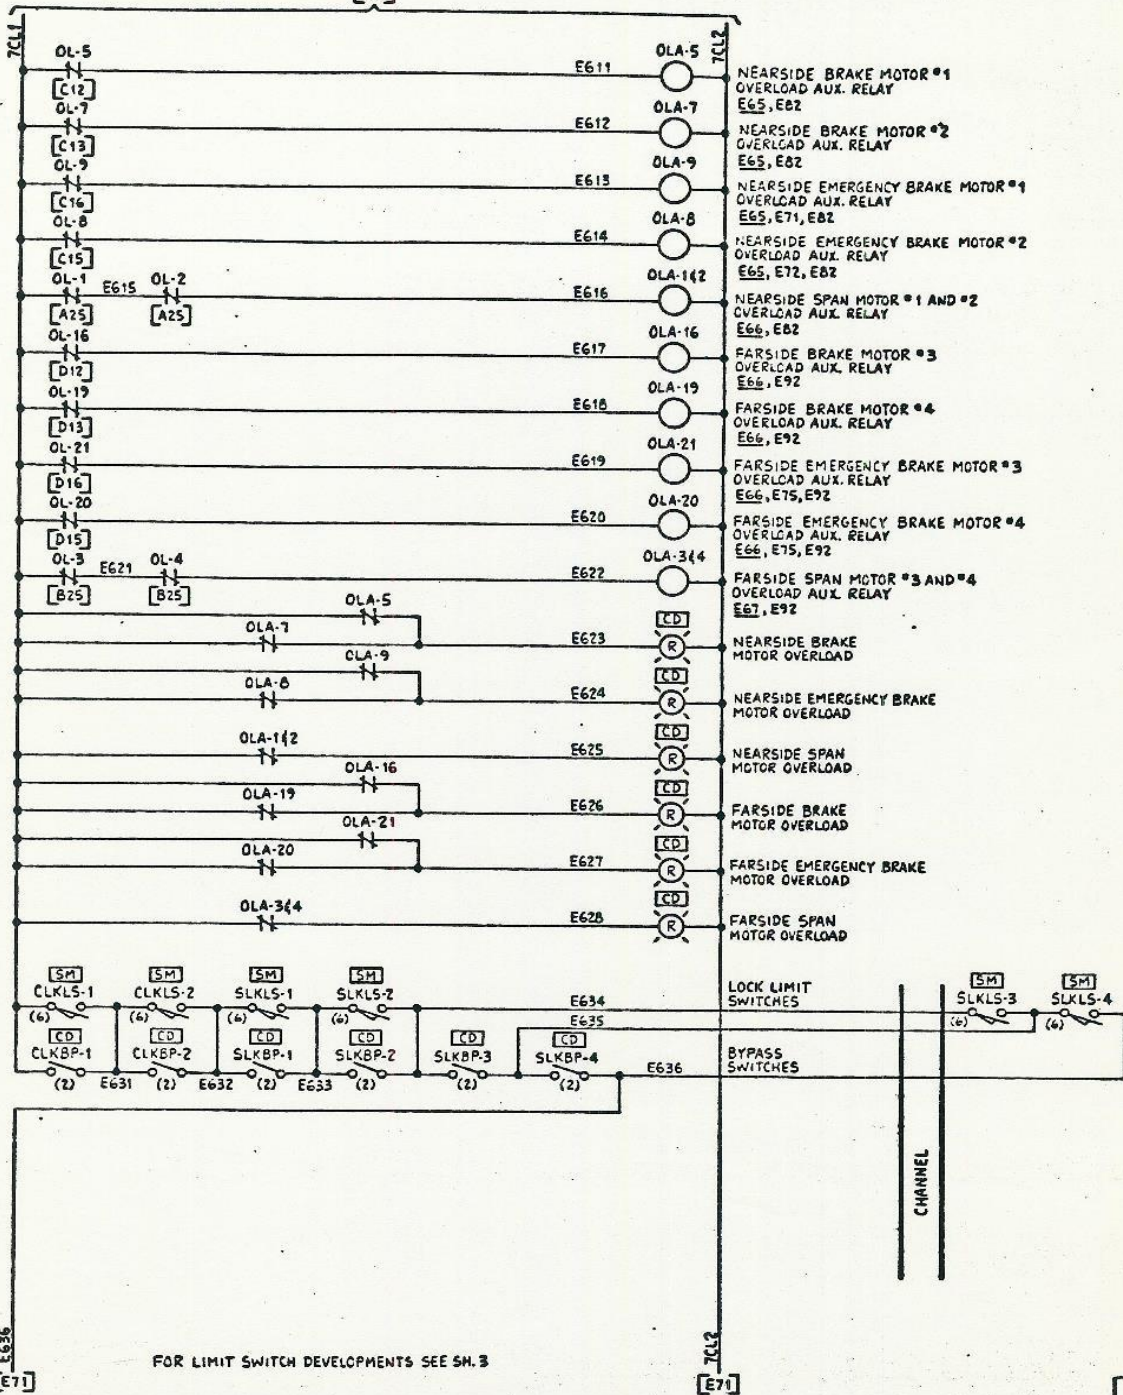 7CL1
7CL2
OL-5 E611 OLA-5
[C12]
NEARSIDE BRAKE MOTOR #1
OVERLOAD AUX. RELAY
E65, E82
OL-7 E612 OLA-7
[C13]
NEARSIDE BRAKE MOTOR #2
OVERLOAD AUX. RELAY
E65, E82
OL-9 E613 OLA-9
[C16]
NEARSIDE EMERGENCY BRAKE MOTOR #1
OVERLOAD AUX. RELAY
E65, E71, E82
OL-8 E614 OLA-8
[C15]
NEARSIDE EMERGENCY BRAKE MOTOR #2
OVERLOAD AUX. RELAY
E65, E72, E82
OL-1 E615 OL-2 E616 OLA-1&2
[A25] [A25]
NEARSIDE SPAN MOTOR #1 AND #2
OVERLOAD AUX. RELAY
E66, E82
OL-16 E617 OLA-16
[D12]
FARSIDE BRAKE MOTOR #3
OVERLOAD AUX. RELAY
E66, E92
OL-19 E618 OLA-19
[D13]
FARSIDE BRAKE MOTOR #4
OVERLOAD AUX. RELAY
E66, E92
OL-21 E619 OLA-21
[D16]
FARSIDE EMERGENCY BRAKE MOTOR #3
OVERLOAD AUX. RELAY
E66, E75, E92
OL-20 E620 OLA-20
[D15]
FARSIDE EMERGENCY BRAKE MOTOR #4
OVERLOAD AUX. RELAY
E66, E75, E92
OL-3 E621 OL-4 E622 OLA-3&4
[B25] [B25]
FARSIDE SPAN MOTOR #3 AND #4
OVERLOAD AUX RELAY
E67, E92
OLA-5
OLA-7 E623 CD R
NEARSIDE BRAKE
MOTOR OVERLOAD
OLA-9
OLA-8 E624 CD R
NEARSIDE EMERGENCY BRAKE
MOTOR OVERLOAD
OLA-1&2 E625 CD R
NEARSIDE SPAN
MOTOR OVERLOAD
OLA-16
OLA-19 E626 CD R
FARSIDE BRAKE
MOTOR OVERLOAD
OLA-21
OLA-20 E627 CD R
FARSIDE EMERGENCY BRAKE
MOTOR OVERLOAD
OLA-3&4 E628 CD R
FARSIDE SPAN
MOTOR OVERLOAD
SM SM SM SM SM SM
CLKLS-1 CLKLS-2 SLKLS-1 SLKLS-2 E634 SLKLS-3 SLKLS-4
LOCK LIMIT
SWITCHES
(6) (6) (6) (6) E635 (6) (6)
CD CD CD CD CD CD
CLKBP-1 CLKBP-2 SLKBP-1 SLKBP-2 SLKBP-3 SLKBP-4 E636
BYPASS
SWITCHES
(2) E631 (2) E632 (2) E633 (2) (2) (2)
CHANNEL
E636
7CL2
FOR LIMIT SWITCH DEVELOPMENTS SEE SH. 3
[E71]
[E71]